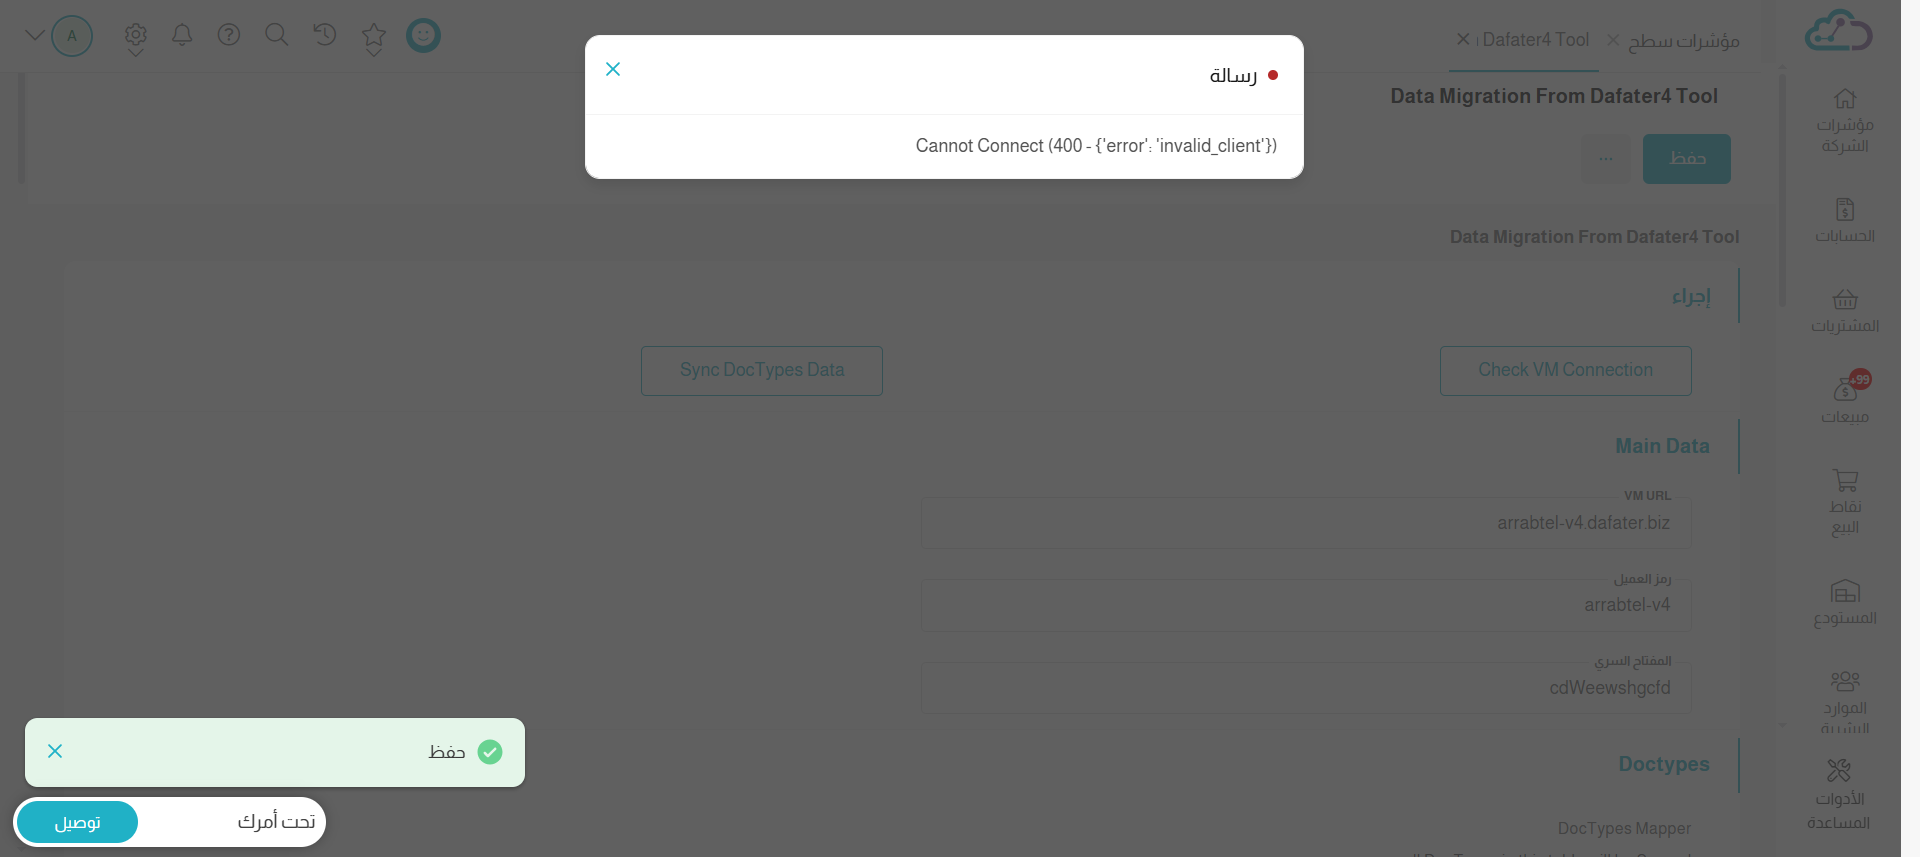 مؤشرات سطح
Dafater4 Tool
A
رسالة
Cannot Connect (400 - {'error': 'invalid_client'})
Data Migration From Dafater4 Tool
حفظ
...
Data Migration From Dafater4 Tool
إجراء
Check VM Connection
Sync DocTypes Data
Main Data
VM URL
arrabtel-v4.dafater.biz
رمز العميل
arrabtel-v4
المفتاح السري
cdWeewshgcfd
Doctypes
DocTypes Mapper
مؤشرات
الشركة
الحسابات
المشتريات
99+
مبيعات
نقاط
البيع
المستودع
الموارد
البشرية
الأدوات
المساعدة
حفظ
تحت أمرك
توصيل